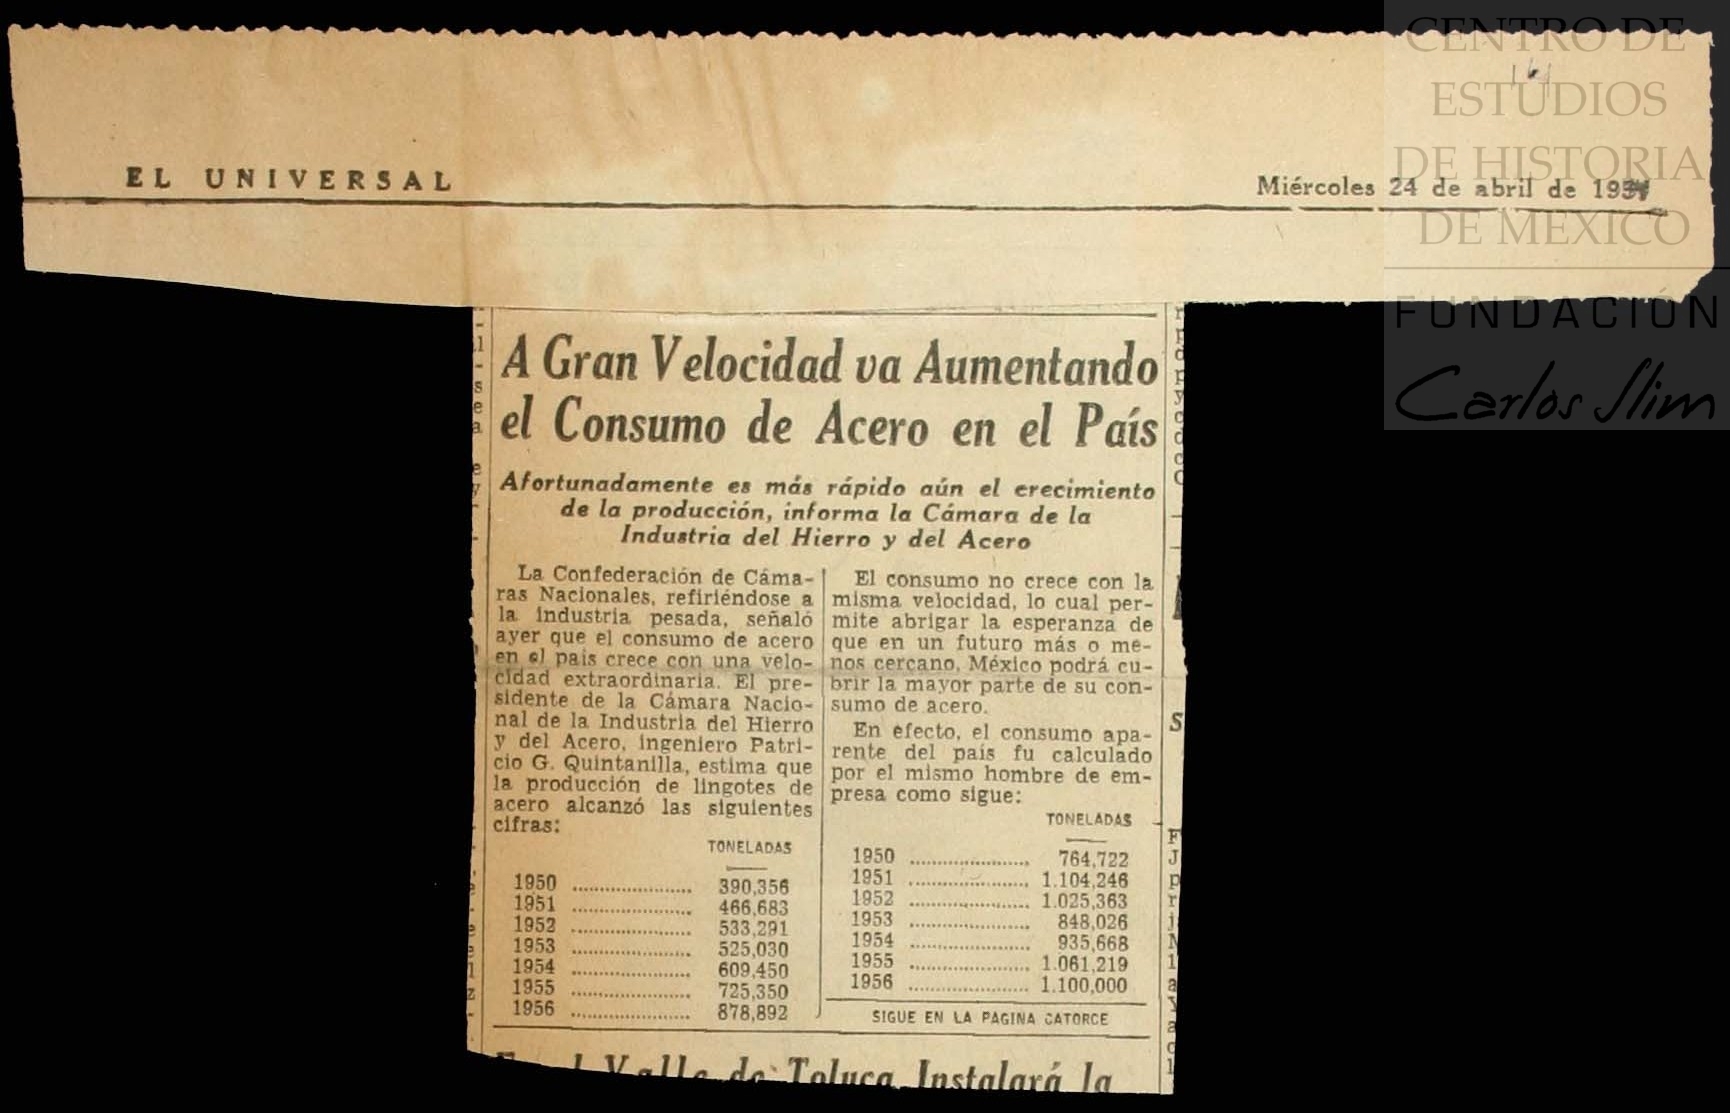 CENTRO DE
ESTUDIOS
DE HISTORIA
DE MEXICO
FUNDACIÓN
Carlos Slim
EL UNIVERSAL
Miércoles 24 de abril de 19
A Gran Velocidad va Aumentando
el Consumo de Acero en el País
Afortunadamente es más rápido aún el crecimiento
de la producción, informa la Cámara de la
Industria del Hierro y del Acero
La Confederación de Cáma-
ras Nacionales, refiriéndose a
la industria pesada, señaló
ayer que el consumo de acero
en el país crece con una velo-
cidad extraordinaria. El pre-
sidente de la Cámara Nacio-
nal de la Industria del Hierro
y del Acero, ingeniero Patri-
cio G. Quintanilla, estima que
la producción de lingotes de
acero alcanzó las siguientes
cifras:
TONELADAS
1950 .................... 390,356
1951 .................... 466,683
1952 .................... 533,291
1953 .................... 525,030
1954 .................... 609,450
1955 .................... 725,350
1956 .................... 878,892
El consumo no crece con la
misma velocidad, lo cual per-
mite abrigar la esperanza de
que en un futuro más o me-
nos cercano, México podrá cu-
brir la mayor parte de su con-
sumo de acero.
En efecto, el consumo apa-
rente del país fu calculado
por el mismo hombre de em-
presa como sigue:
TONELADAS
1950 .................... 764,722
1951 .................... 1.104,246
1952 .................... 1.025,363
1953 .................... 848,026
1954 .................... 935,668
1955 .................... 1.061,219
1956 .................... 1.100,000
SIGUE EN LA PAGINA CATORCE
Valle de Toluca Instalará la